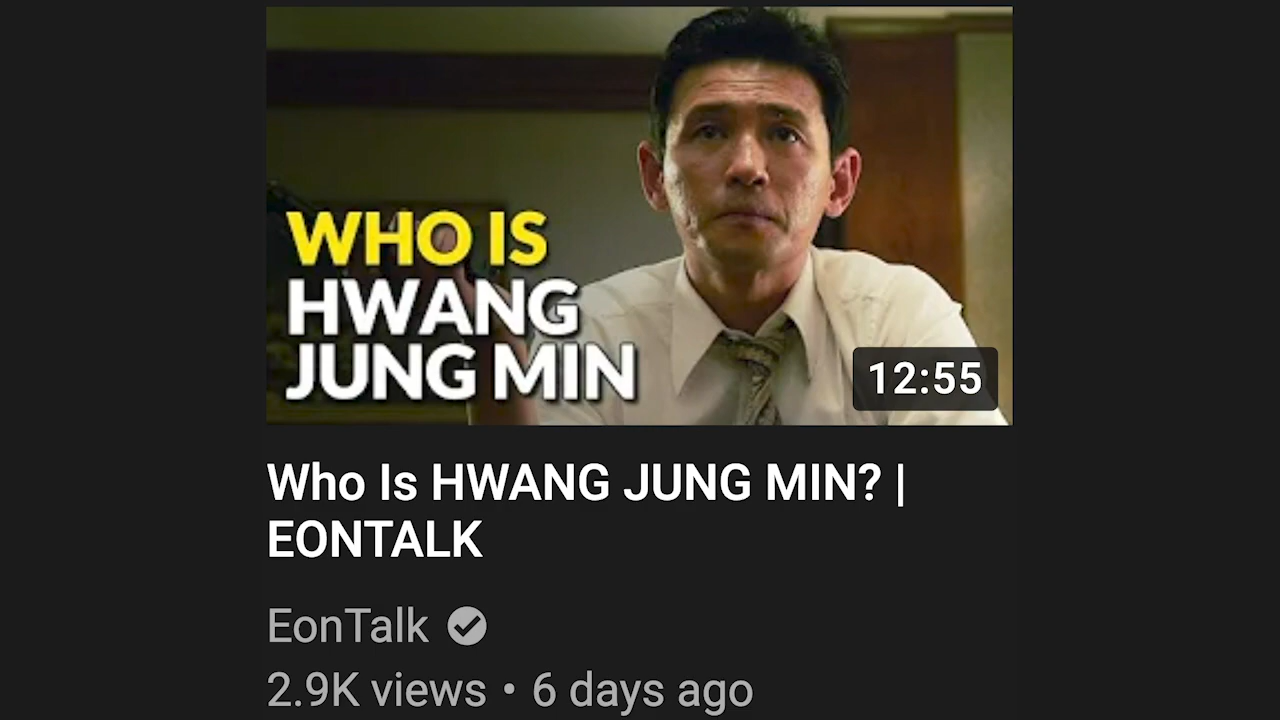 WHO IS
HWANG
JUNG MIN
12:55
Who Is HWANG JUNG MIN? |
EONTALK
EonTalk
2.9K views • 6 days ago